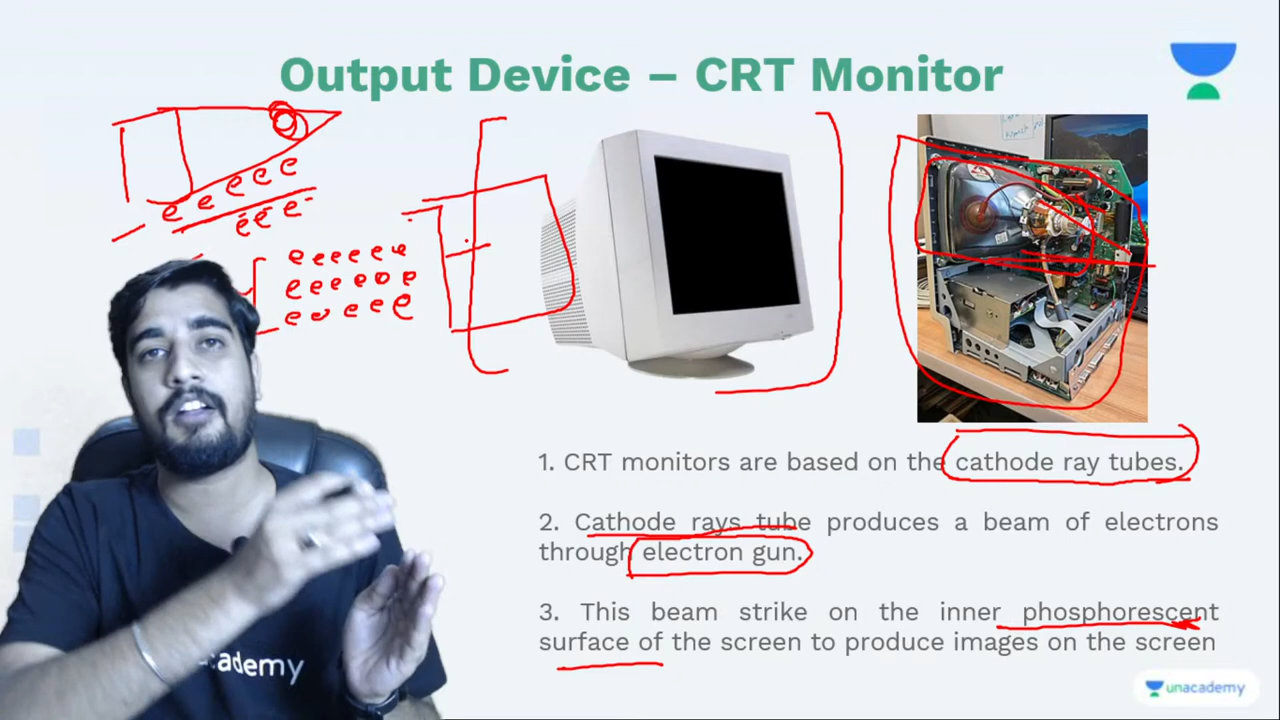 Output Device – CRT Monitor
e e e e e
e e e
e e e e e e
e e e e o e
e e e e e
1. CRT monitors are based on the cathode ray tubes.
2. Cathode rays tube produces a beam of electrons
through electron gun.
3. This beam strike on the inner phosphorescent
surface of the screen to produce images on the screen
academy
unacademy